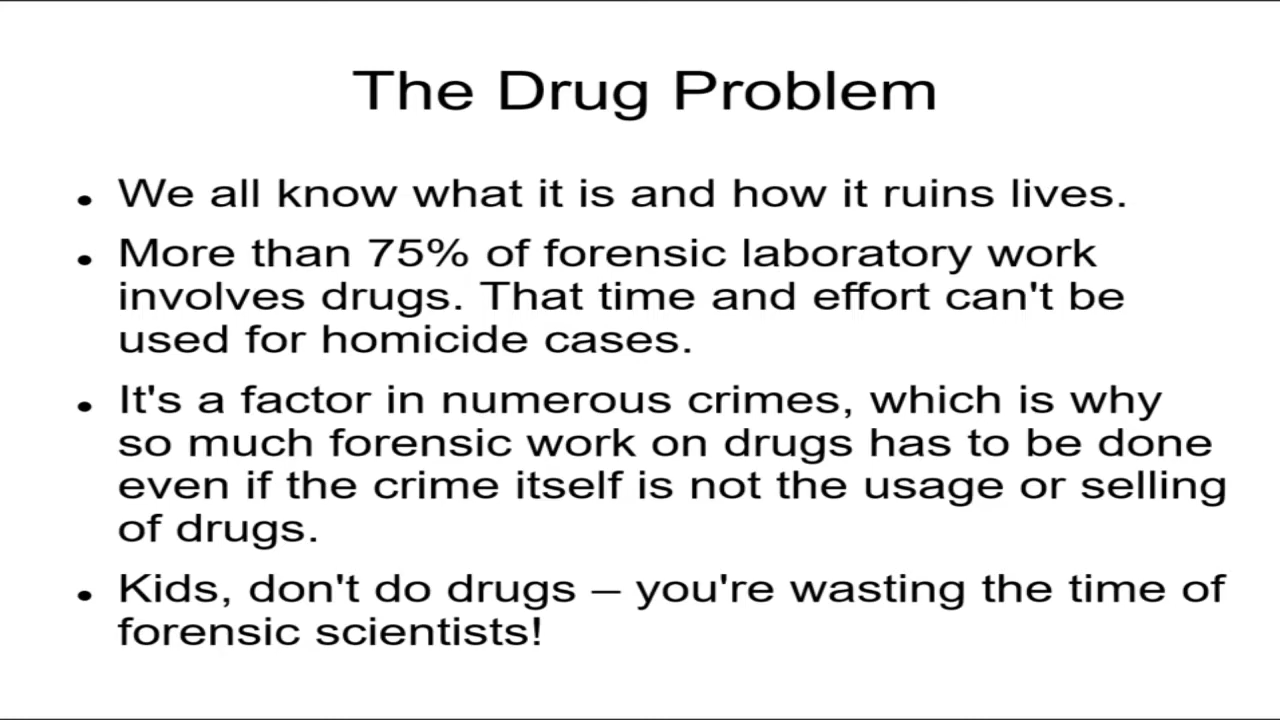 The Drug Problem
• We all know what it is and how it ruins lives.
• More than 75% of forensic laboratory work
involves drugs. That time and effort can't be
used for homicide cases.
• It's a factor in numerous crimes, which is why
so much forensic work on drugs has to be done
even if the crime itself is not the usage or selling
of drugs.
• Kids, don't do drugs – you're wasting the time of
forensic scientists!